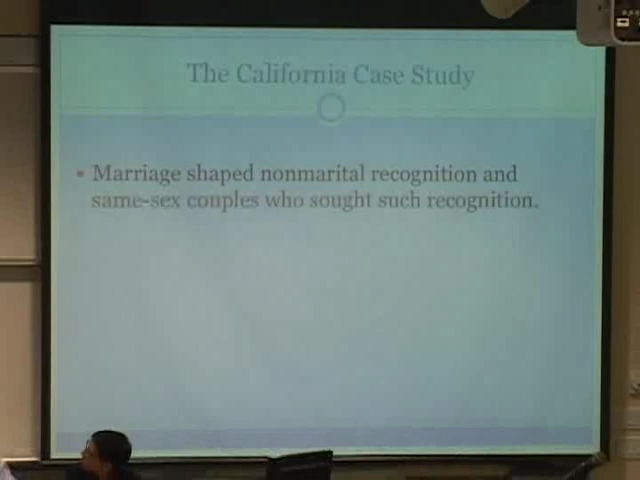 The California Case Study
• Marriage shaped nonmarital recognition and
same-sex couples who sought such recognition.